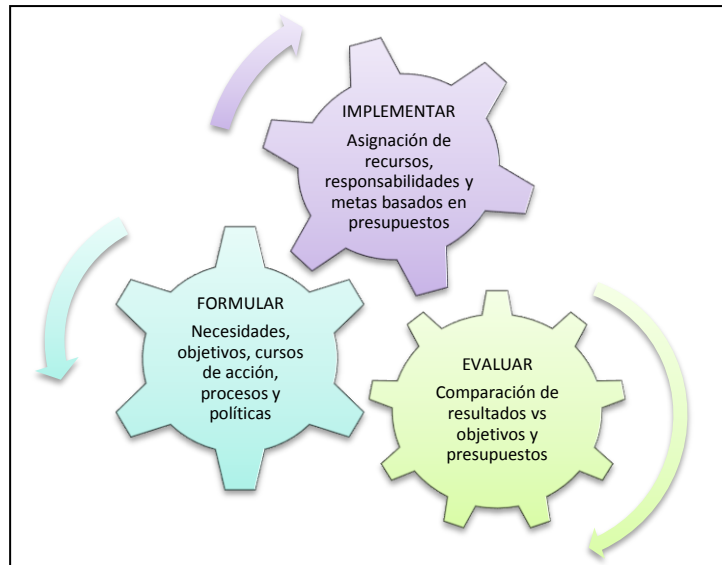 IMPLEMENTAR
Asignación de
recursos,
responsabilidades y
metas basados en
presupuestos
FORMULAR
Necesidades,
objetivos, cursos
de acción,
procesos y
políticas
EVALUAR
Comparación de
resultados vs
objetivos y
presupuestos